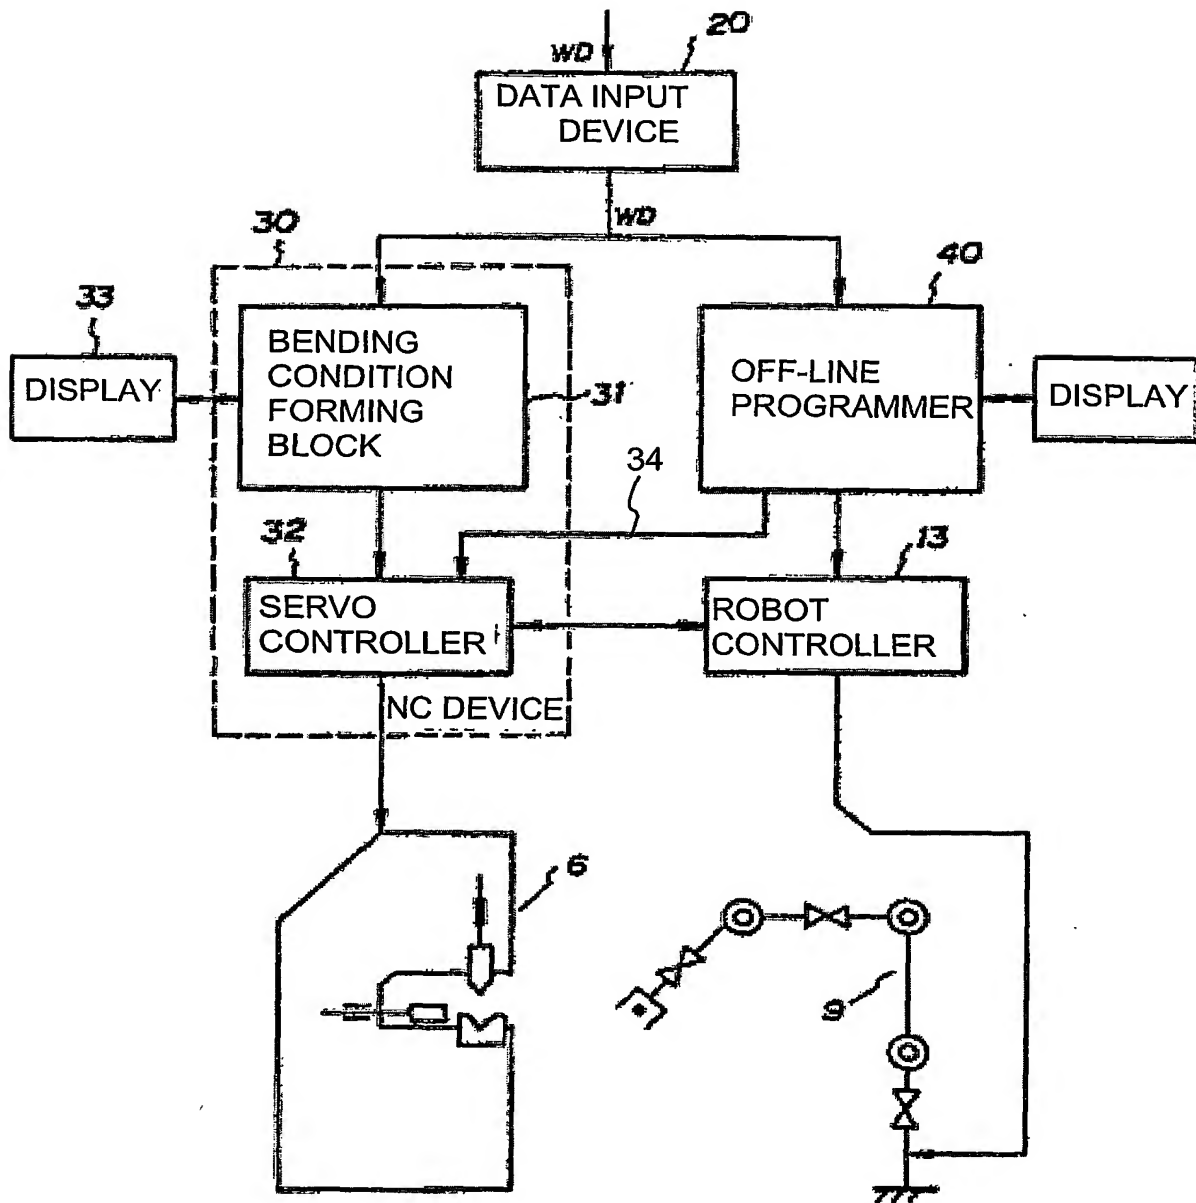 20
WD
DATA INPUT
DEVICE
WD
30
40
33
DISPLAY
BENDING
CONDITION
FORMING
BLOCK
31
OFF-LINE
PROGRAMMER
DISPLAY
34
32
13
SERVO
CONTROLLER
ROBOT
CONTROLLER
NC DEVICE
6
9